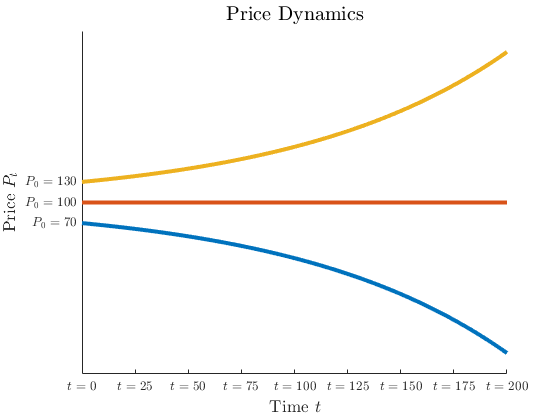 Price Dynamics
Price $P_t$
$P_0 = 130$
$P_0 = 100$
$P_0 = 70$
$t = 0$ $t = 25$ $t = 50$ $t = 75$ $t = 100$ $t = 125$ $t = 150$ $t = 175$ $t = 200$
Time $t$